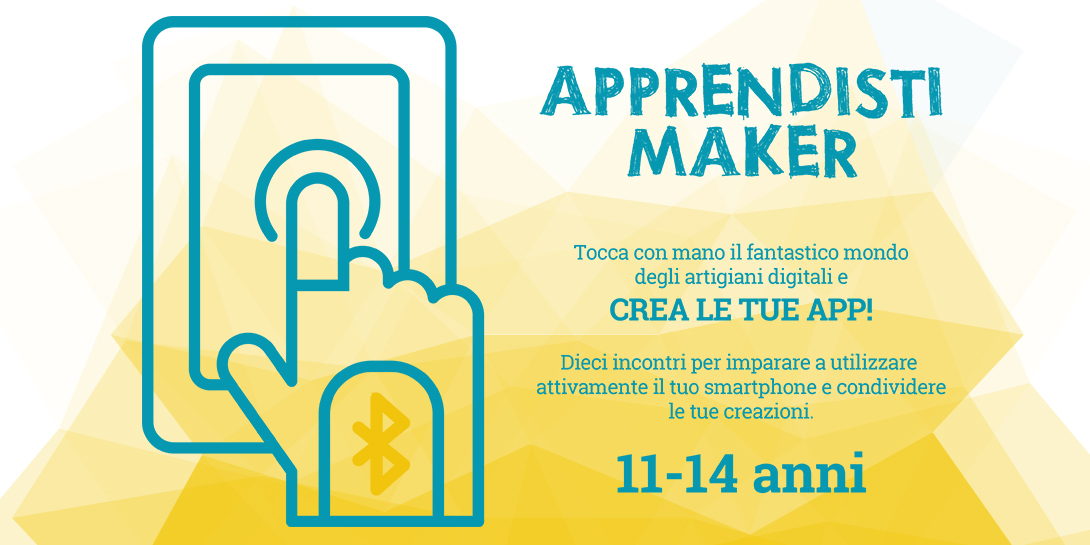 APPRENDISTI
MAKER
Tocca con mano il fantastico mondo
degli artigiani digitali e
CREA LE TUE APP!
Dieci incontri per imparare a utilizzare
attivamente il tuo smartphone e condividere
le tue creazioni.
11-14 anni